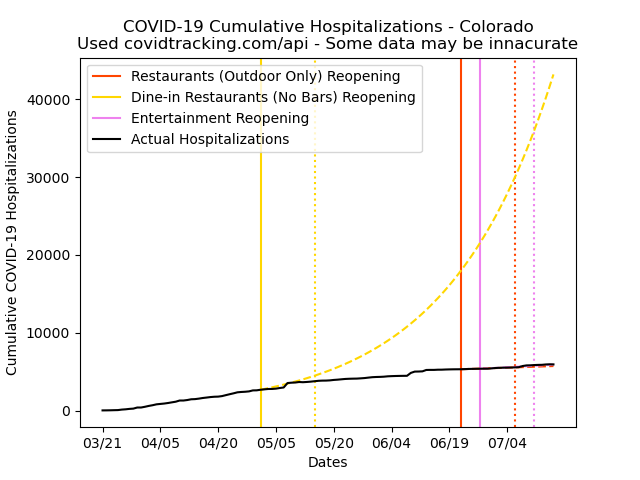 COVID-19 Cumulative Hospitalizations - Colorado
Used covidtracking.com/api - Some data may be innacurate
Restaurants (Outdoor Only) Reopening
Dine-in Restaurants (No Bars) Reopening
Entertainment Reopening
Actual Hospitalizations
Cumulative COVID-19 Hospitalizations
40000
30000
20000
10000
0
03/21 04/05 04/20 05/05 05/20 06/04 06/19 07/04
Dates